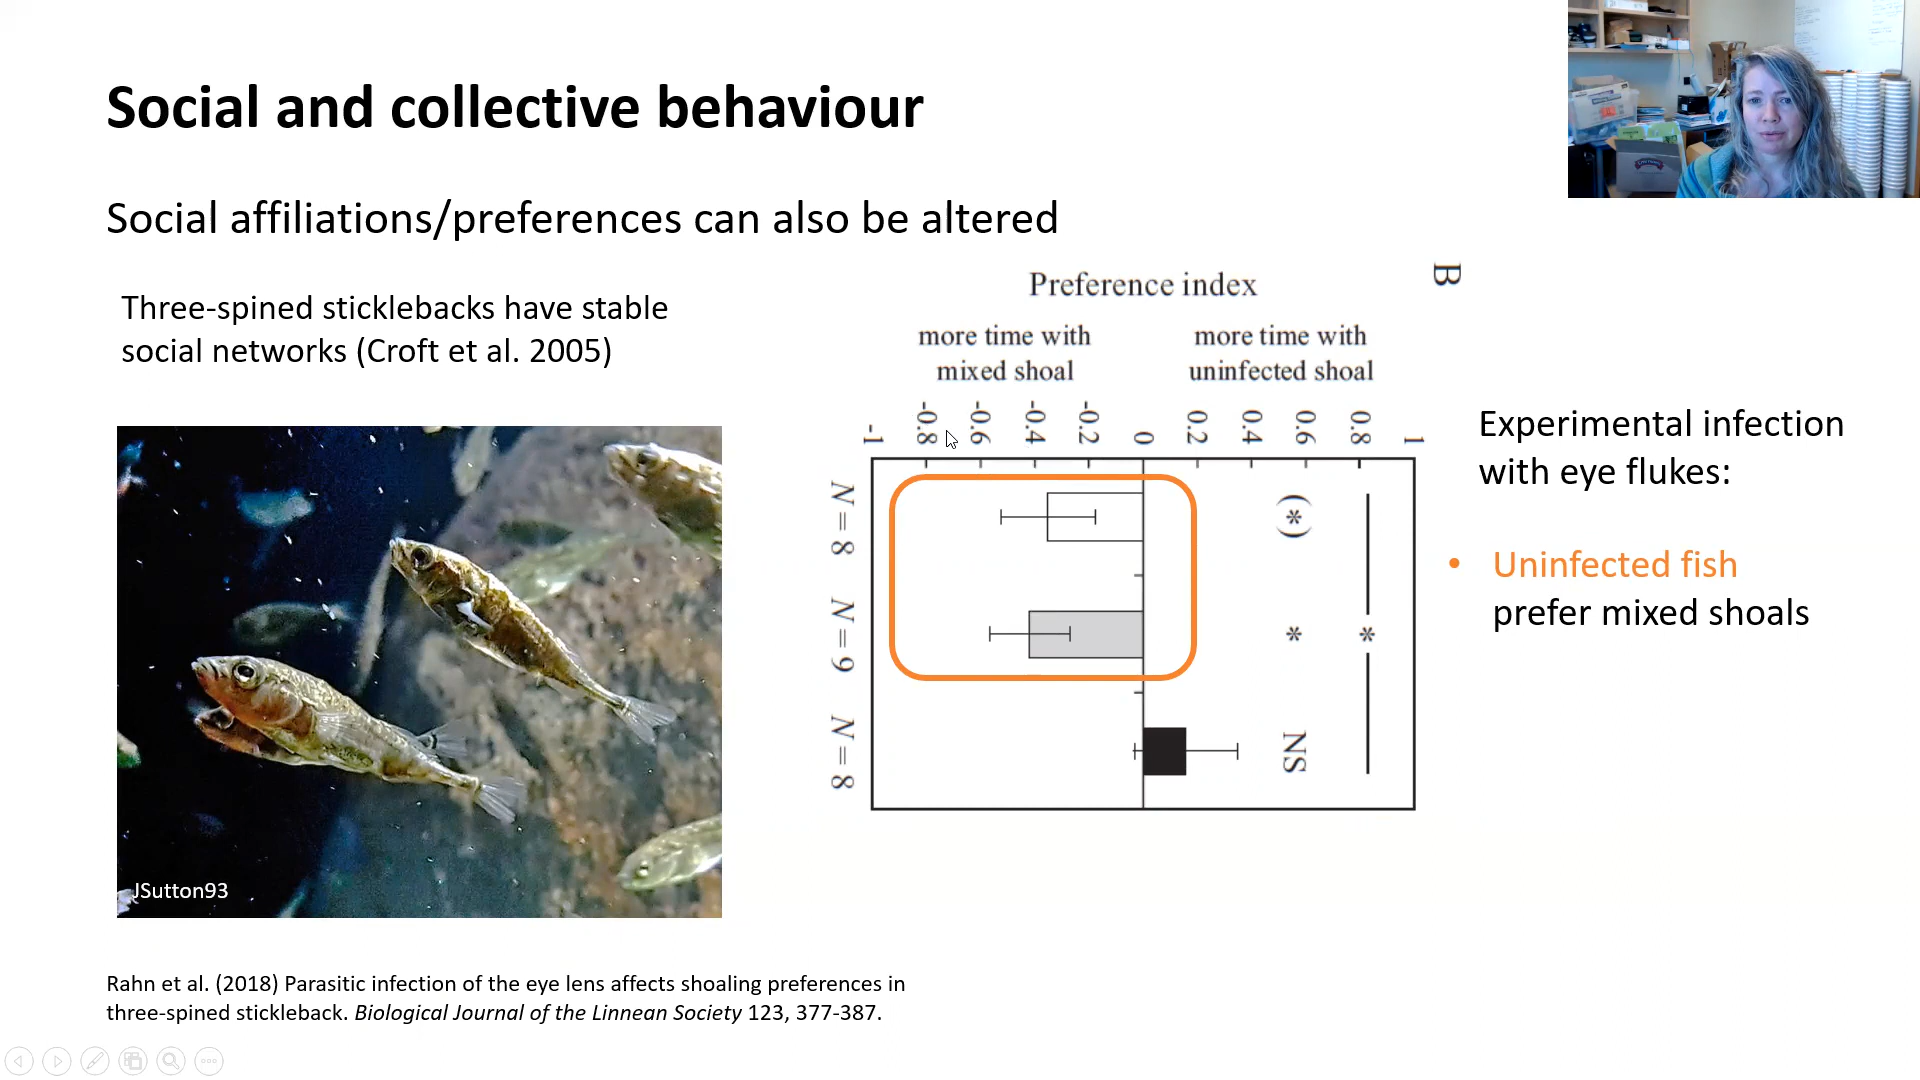 Social and collective behaviour
Social affiliations/preferences can also be altered
Three-spined sticklebacks have stable
social networks (Croft et al. 2005)
JSutton93
B
Preference index
more time with
mixed shoal
more time with
uninfected shoal
-1 -0.8 -0.6 -0.4 -0.2 0 0.2 0.4 0.6 0.8 1
N = 8 (*)
N = 9 * *
N = 8 NS
Experimental infection
with eye flukes:
• Uninfected fish
prefer mixed shoals
Rahn et al. (2018) Parasitic infection of the eye lens affects shoaling preferences in
three-spined stickleback. Biological Journal of the Linnean Society 123, 377-387.